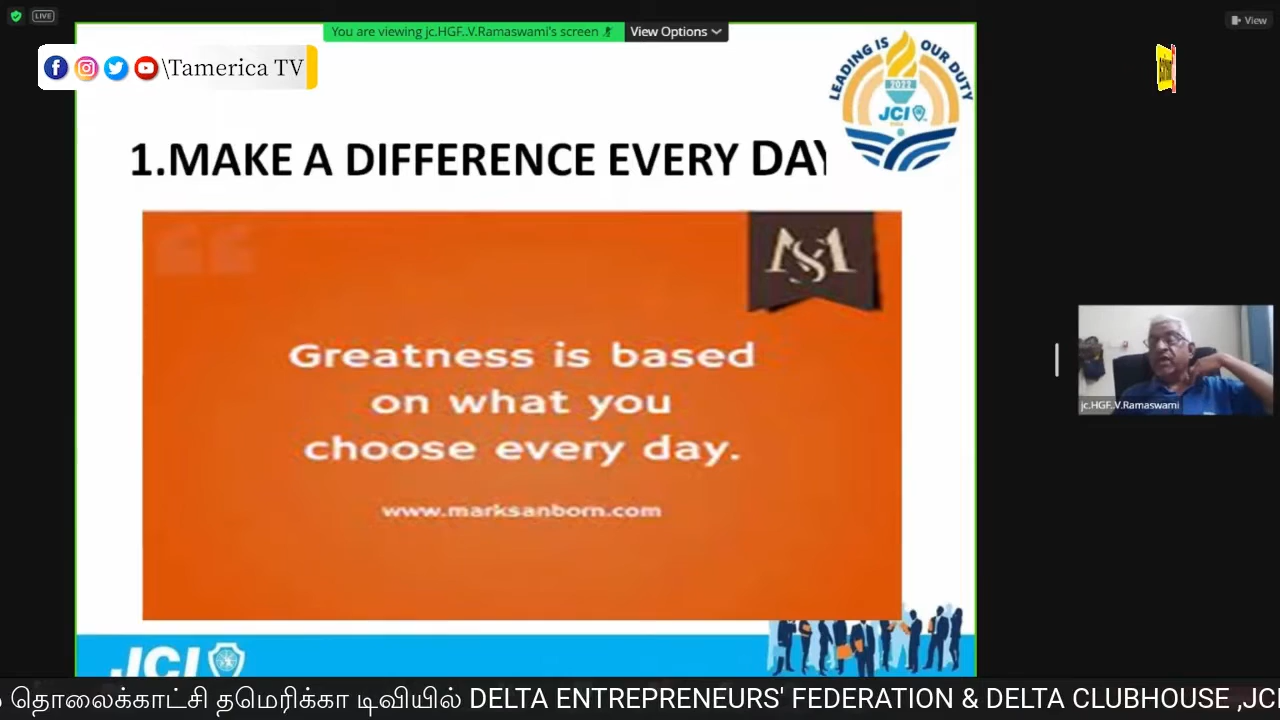 LIVE
You are viewing jc.HGF..V.Ramaswami's screen
View Options
View
\Tamerica TV
LEADING IS OUR DUTY
2022
JCI
1.MAKE A DIFFERENCE EVERY DAY
MS
Greatness is based
on what you
choose every day.
www.marksanborn.com
jc.HGF..V.Ramaswami
JCI
தொலைக்காட்சி தமெரிக்கா டிவியில் DELTA ENTREPRENEURS' FEDERATION & DELTA CLUBHOUSE ,JCI